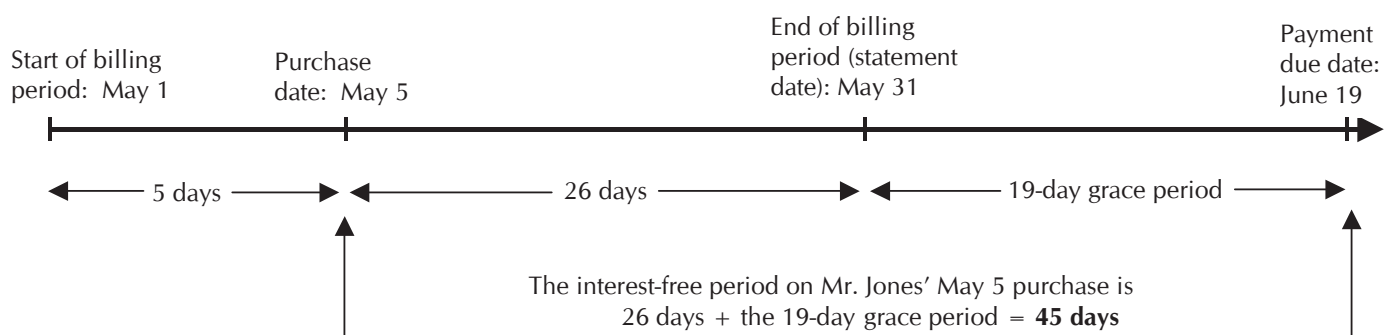 Start of billing
period: May 1
Purchase
date: May 5
End of billing
period (statement
date): May 31
Payment
due date:
June 19
5 days
26 days
19-day grace period
The interest-free period on Mr. Jones’ May 5 purchase is
26 days + the 19-day grace period = 45 days